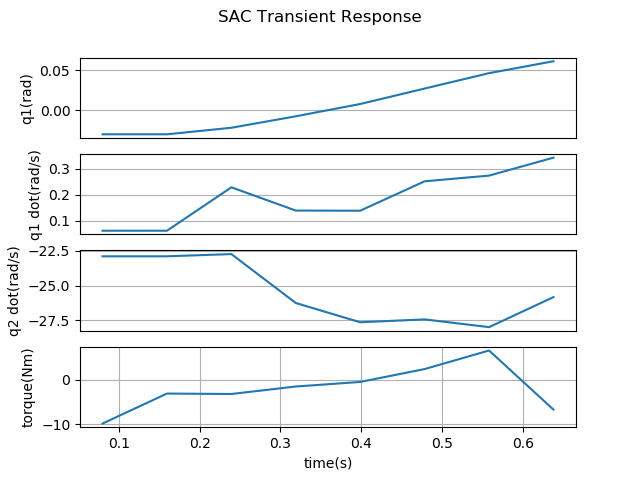 SAC Transient Response
0.05
0.00
q1(rad)
0.3
0.2
0.1
q1 dot(rad/s)
−22.5
−25.0
−27.5
q2 dot(rad/s)
0
−10
torque(Nm)
0.1 0.2 0.3 0.4 0.5 0.6
time(s)